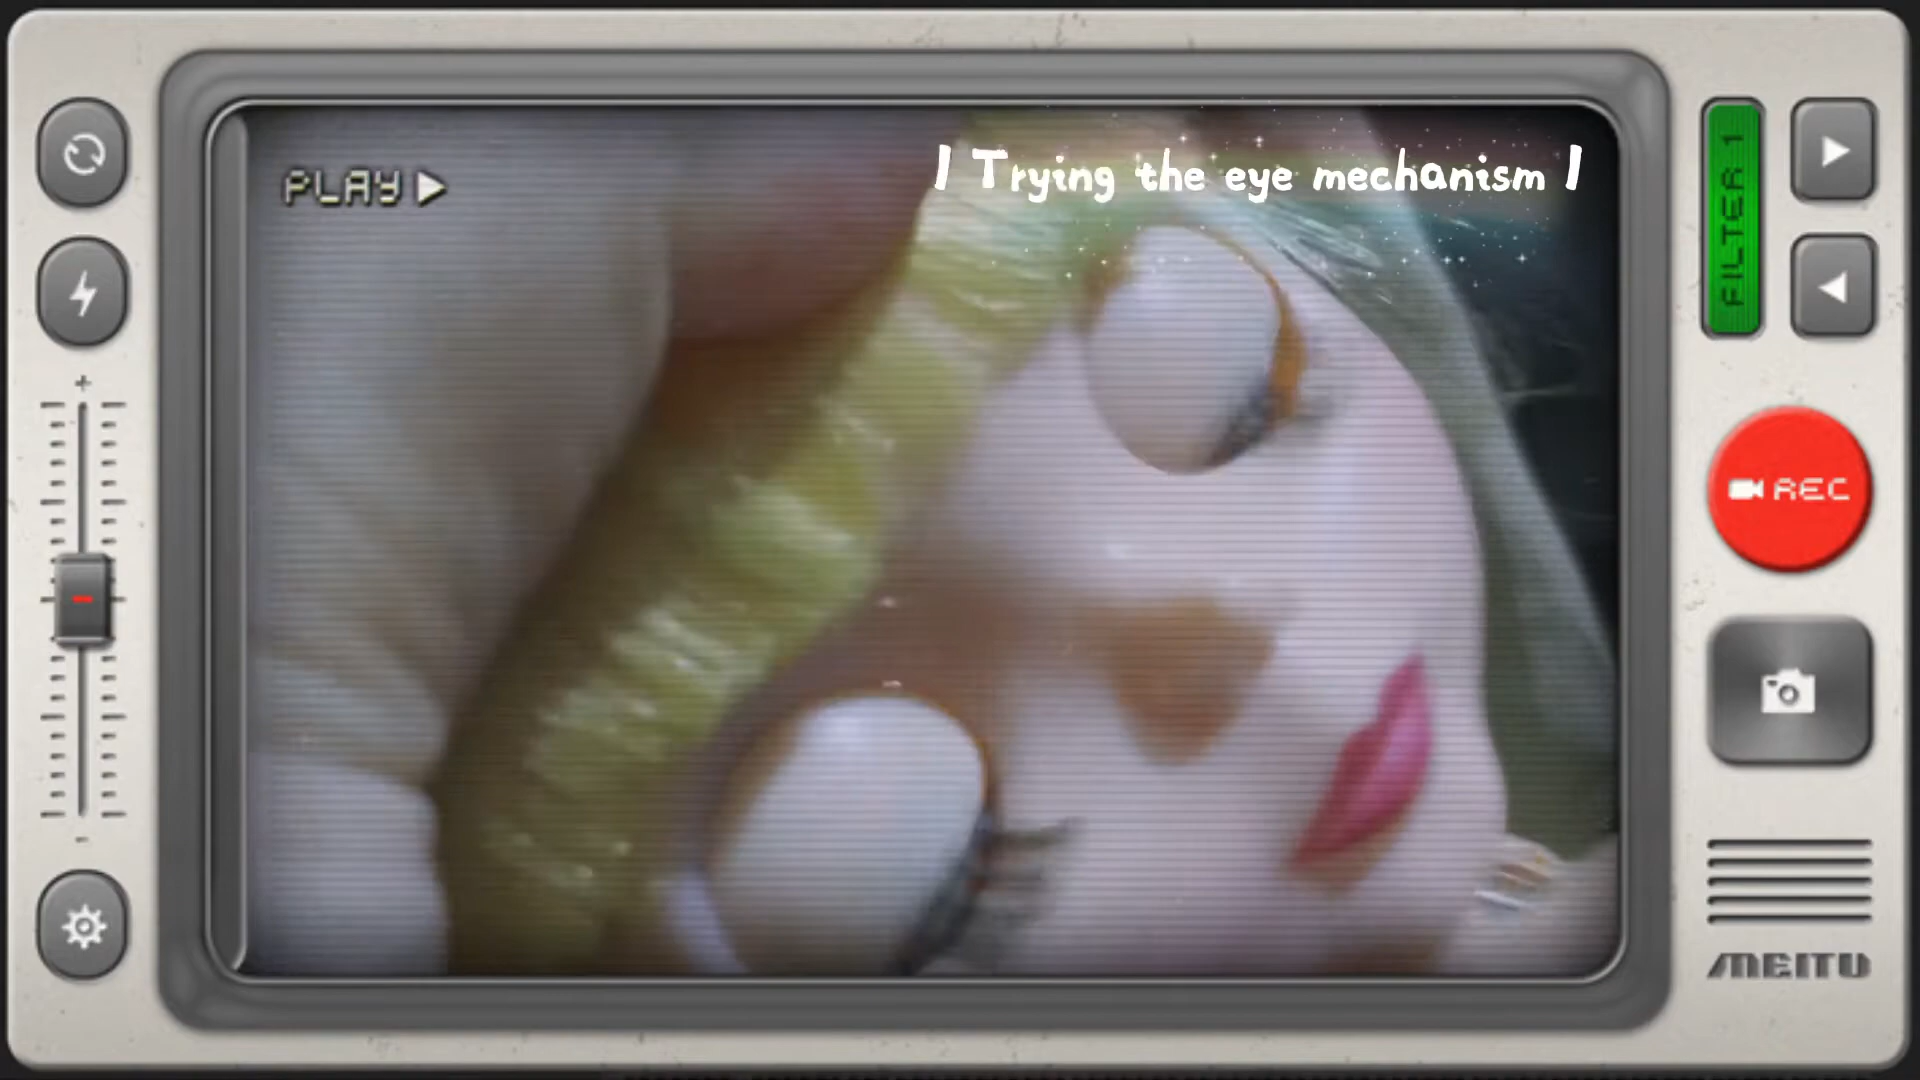 PLAY
| Trying the eye mechanism |
FILTER 1
REC
MEITU